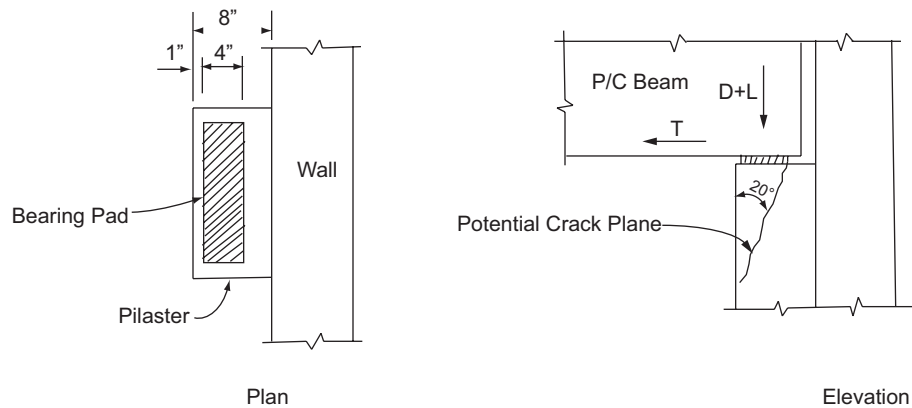 8”
1”
4”
Wall
Bearing Pad
Pilaster
Plan
P/C Beam
D+L
T
20°
Potential Crack Plane
Elevation